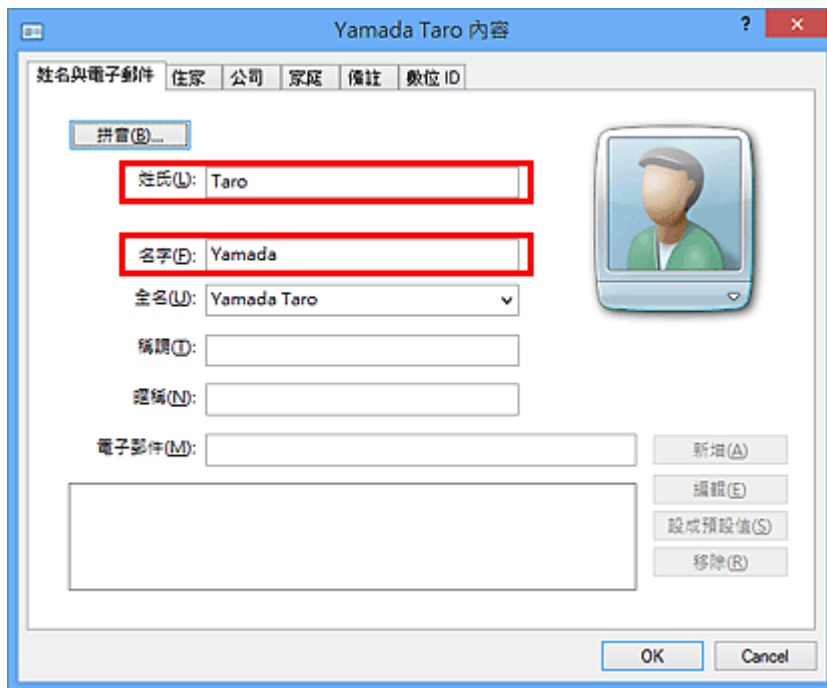 Yamada Taro 內容
?
姓名與電子郵件 住家 公司 家庭 備註 數位 ID
拼音(B)...
姓氏(L): Taro
名字(F): Yamada
全名(U): Yamada Taro
稱謂(T):
暱稱(N):
電子郵件(M):
新增(A)
編輯(E)
設成預設值(S)
移除(R)
OK Cancel